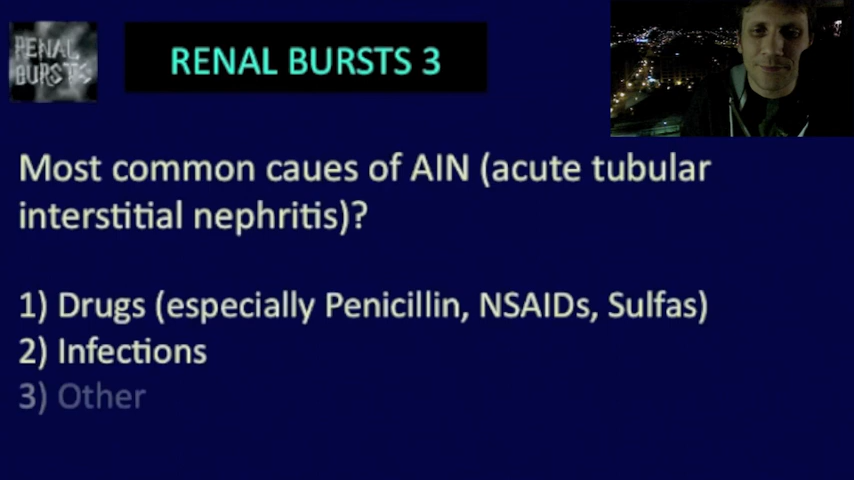 RENAL
BURSTS
RENAL BURSTS 3
Most common caues of AIN (acute tubular
interstitial nephritis)?
1) Drugs (especially Penicillin, NSAIDs, Sulfas)
2) Infections
3) Other